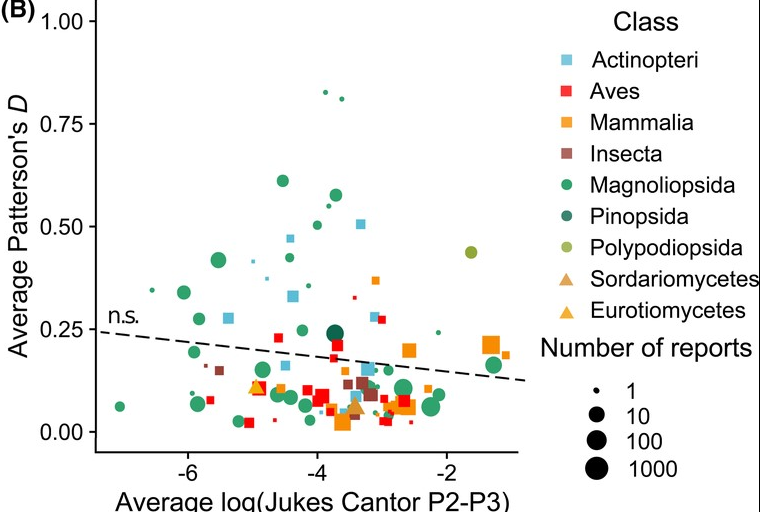 (B)
Average Patterson's D
1.00
0.75
0.50
0.25
0.00
n.s.
-6
-4
-2
Average log(Jukes Cantor P2-P3)
Class
Actinopteri
Aves
Mammalia
Insecta
Magnoliopsida
Pinopsida
Polypodiopsida
Sordariomycetes
Eurotiomycetes
Number of reports
1
10
100
1000